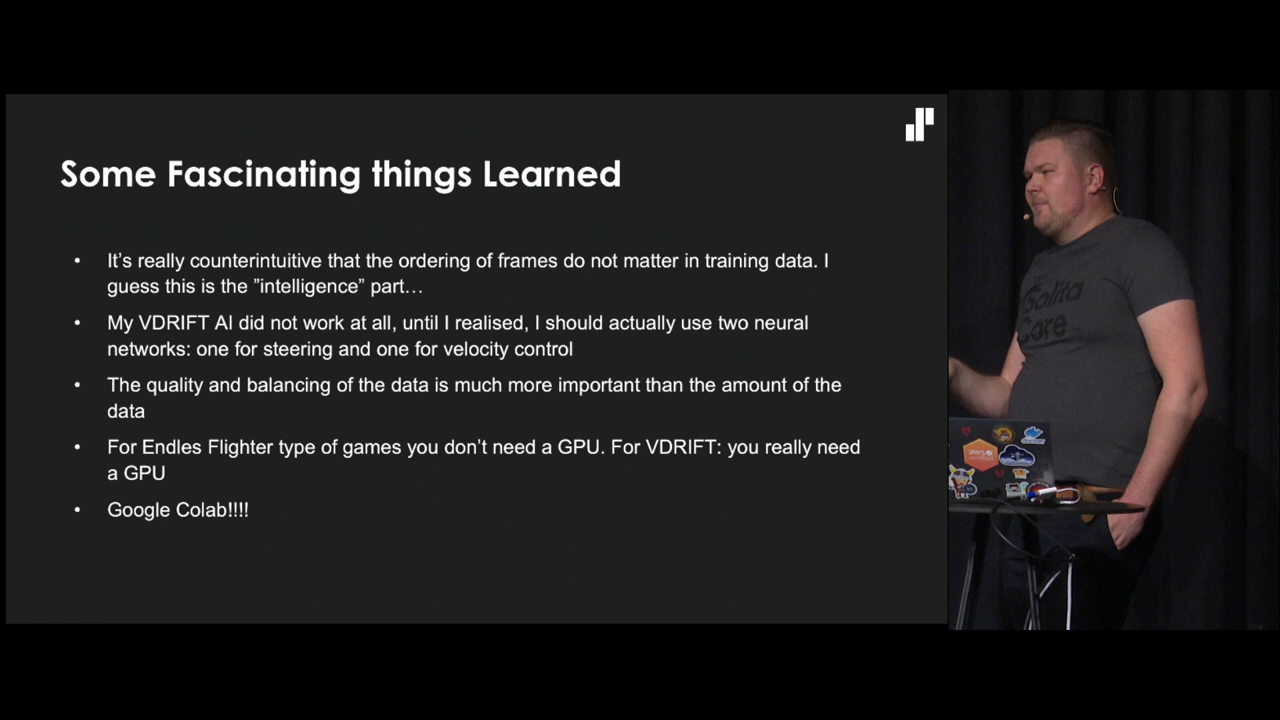 Some Fascinating things Learned
• It's really counterintuitive that the ordering of frames do not matter in training data. I
guess this is the ”intelligence” part…
• My VDRIFT AI did not work at all, until I realised, I should actually use two neural
networks: one for steering and one for velocity control
• The quality and balancing of the data is much more important than the amount of the
data
• For Endles Flighter type of games you don't need a GPU. For VDRIFT: you really need
a GPU
• Google Colab!!!!
Solita
Care